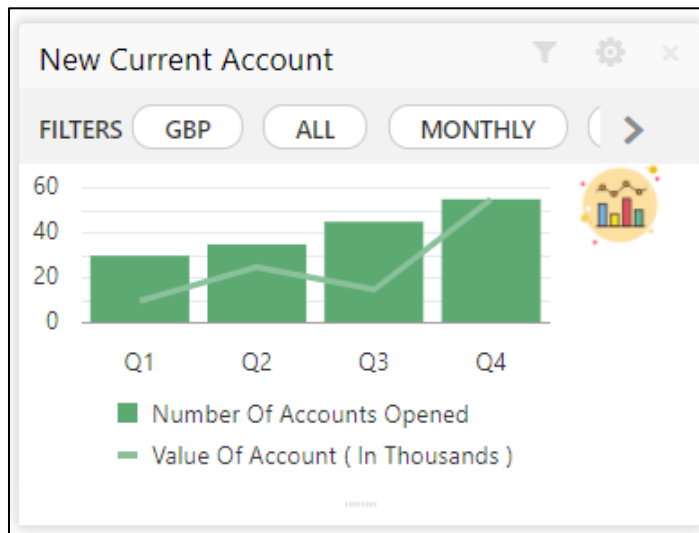 New Current Account
FILTERS GBP ALL MONTHLY
60
40
20
0
Q1 Q2 Q3 Q4
Number Of Accounts Opened
Value Of Account ( In Thousands )